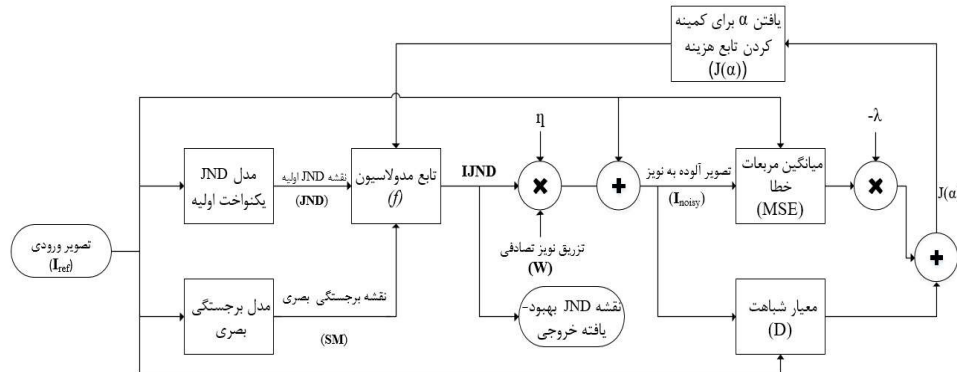 یافتن α برای کمینه
کردن تابع هزینه
(J(α))
η
-λ
مدل JND
یکنواخت اولیه
نقشه JND اولیه
(JND)
تابع مدولاسیون
(f)
IJND
×
+
تصویر آلوده به نویز
(Inoisy)
میانگین مربعات
خطا
(MSE)
×
J(α
+
تصویر ورودی
(Iref)
تزریق نویز تصادفی
(W)
مدل برجستگی
بصری
نقشه برجستگی بصری
(SM)
نقشه JND بهبود-
یافته خروجی
معیار شباهت
(D)